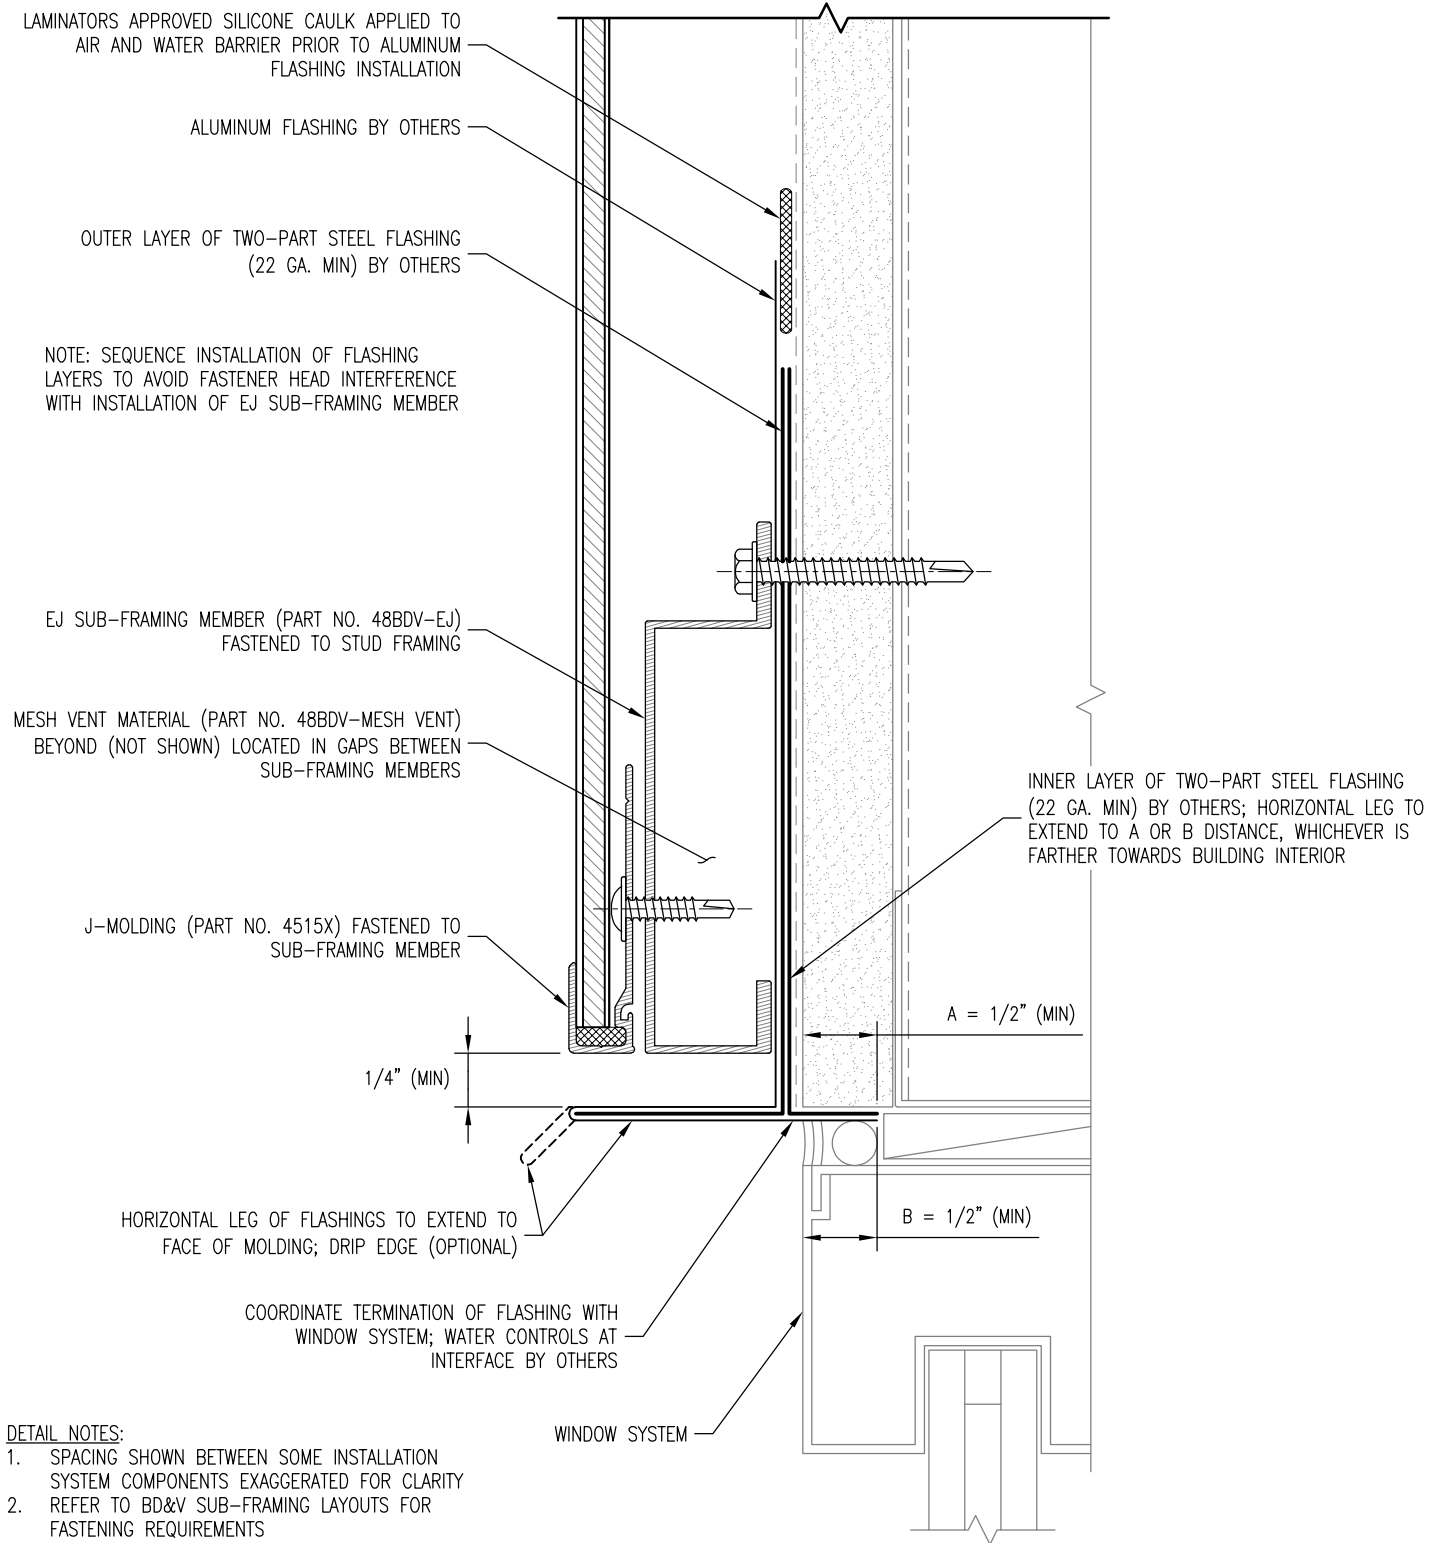 LAMINATORS APPROVED SILICONE CAULK APPLIED TO
AIR AND WATER BARRIER PRIOR TO ALUMINUM
FLASHING INSTALLATION
ALUMINUM FLASHING BY OTHERS
OUTER LAYER OF TWO-PART STEEL FLASHING
(22 GA. MIN) BY OTHERS
NOTE: SEQUENCE INSTALLATION OF FLASHING
LAYERS TO AVOID FASTENER HEAD INTERFERENCE
WITH INSTALLATION OF EJ SUB-FRAMING MEMBER
EJ SUB-FRAMING MEMBER (PART NO. 48BDV-EJ)
FASTENED TO STUD FRAMING
MESH VENT MATERIAL (PART NO. 48BDV-MESH VENT)
BEYOND (NOT SHOWN) LOCATED IN GAPS BETWEEN
SUB-FRAMING MEMBERS
INNER LAYER OF TWO-PART STEEL FLASHING
(22 GA. MIN) BY OTHERS; HORIZONTAL LEG TO
EXTEND TO A OR B DISTANCE, WHICHEVER IS
FARTHER TOWARDS BUILDING INTERIOR
J-MOLDING (PART NO. 4515X) FASTENED TO
SUB-FRAMING MEMBER
A = 1/2" (MIN)
1/4" (MIN)
B = 1/2" (MIN)
HORIZONTAL LEG OF FLASHINGS TO EXTEND TO
FACE OF MOLDING; DRIP EDGE (OPTIONAL)
COORDINATE TERMINATION OF FLASHING WITH
WINDOW SYSTEM; WATER CONTROLS AT
INTERFACE BY OTHERS
WINDOW SYSTEM
DETAIL NOTES:
1. SPACING SHOWN BETWEEN SOME INSTALLATION
SYSTEM COMPONENTS EXAGGERATED FOR CLARITY
2. REFER TO BD&V SUB-FRAMING LAYOUTS FOR
FASTENING REQUIREMENTS